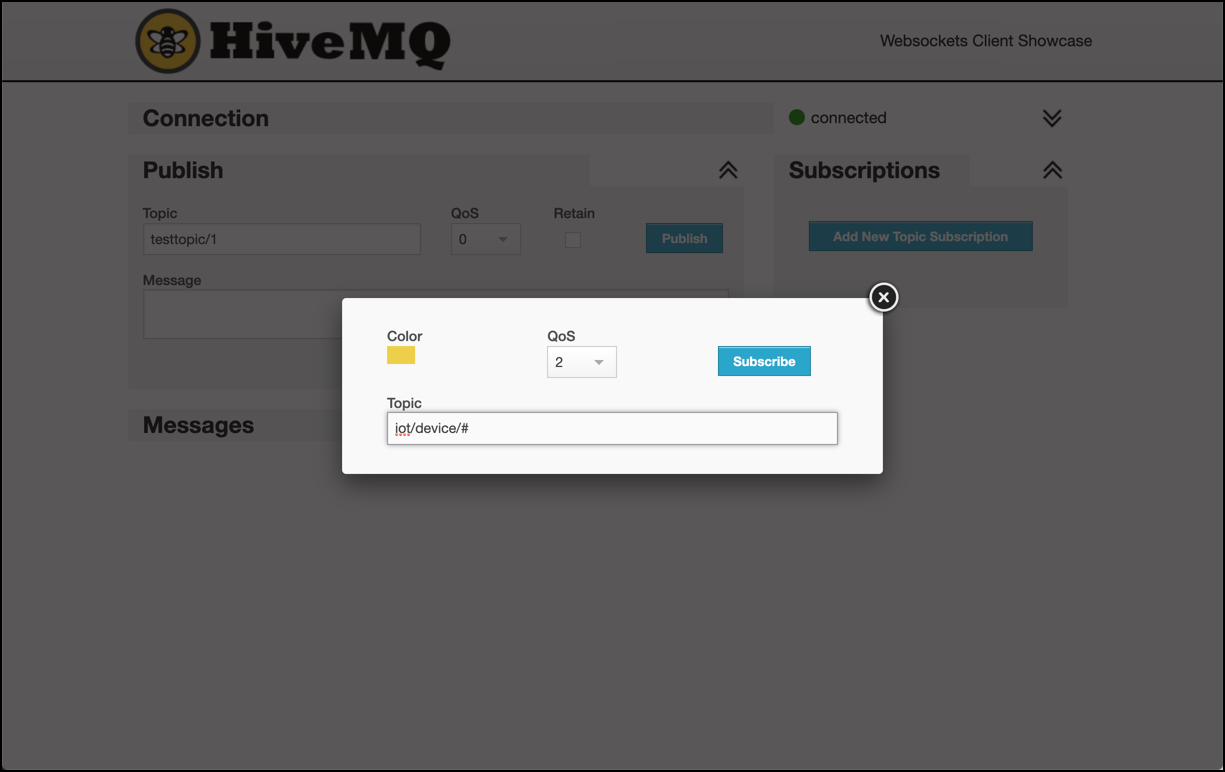 HiveMQ
Websockets Client Showcase
Connection
connected
Publish
Subscriptions
Topic
QoS
Retain
testtopic/1
0
Publish
Add New Topic Subscription
Message
Color
QoS
2
Subscribe
Topic
iot/device/#
Messages